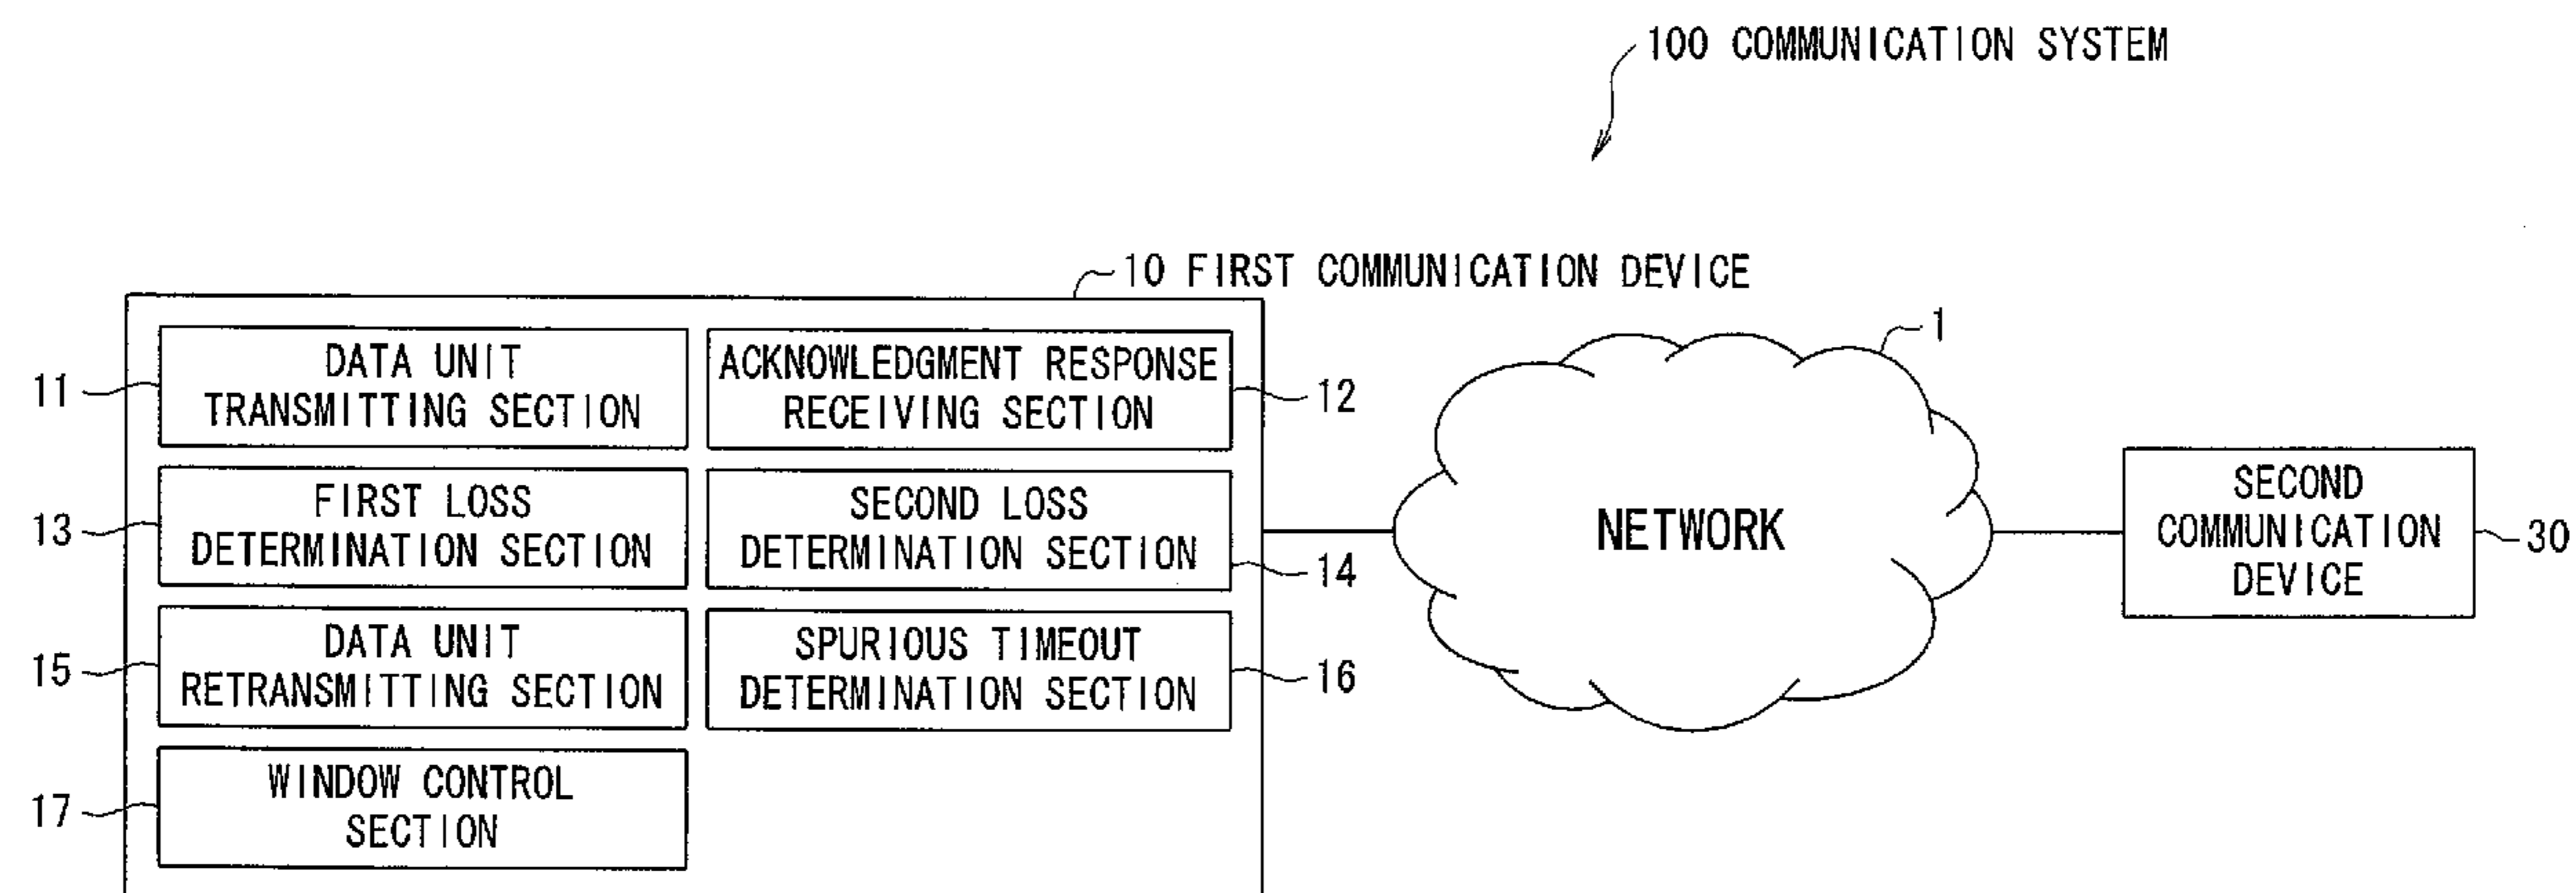 100 COMMUNICATION SYSTEM
10 FIRST COMMUNICATION DEVICE
1
11
DATA UNIT
TRANSMITTING SECTION
ACKNOWLEDGMENT RESPONSE
RECEIVING SECTION
12
13
FIRST LOSS
DETERMINATION SECTION
SECOND LOSS
DETERMINATION SECTION
14
15
DATA UNIT
RETRANSMITTING SECTION
SPURIOUS TIMEOUT
DETERMINATION SECTION
16
17
WINDOW CONTROL
SECTION
NETWORK
SECOND
COMMUNICATION
DEVICE
30